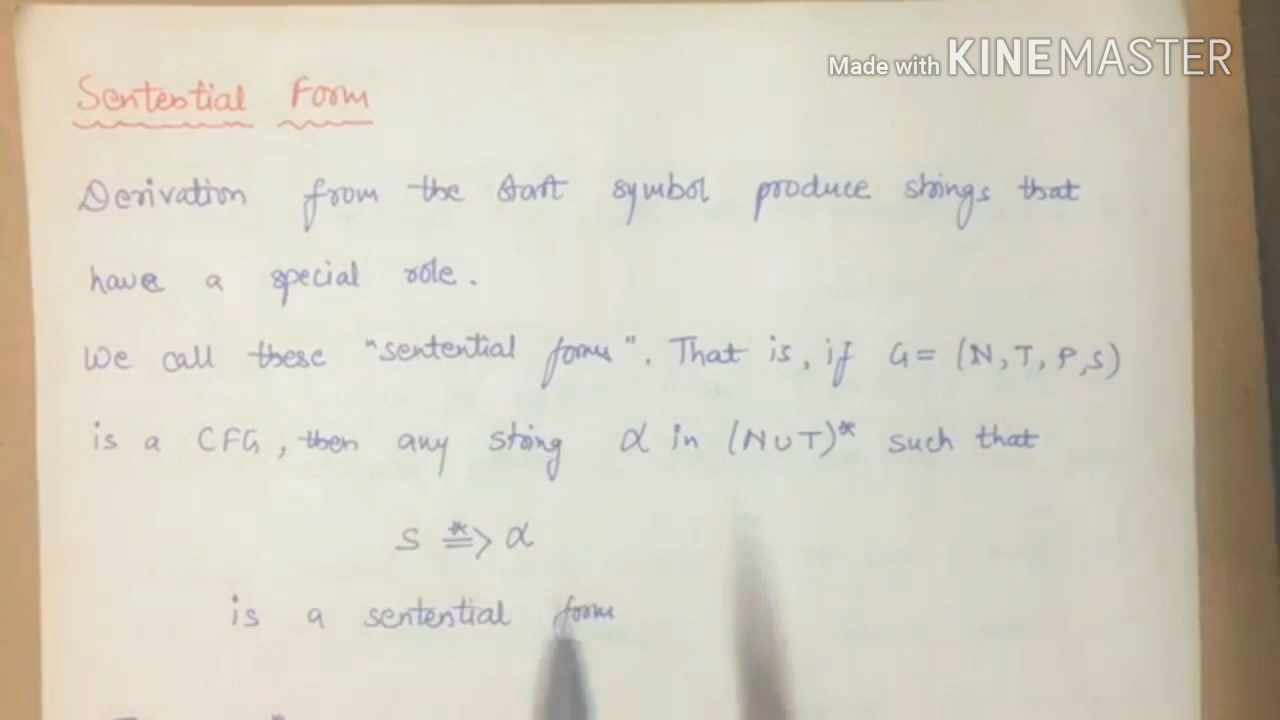 Made with KINEMASTER
Sentential Form
Derivation from the start symbol produce strings that
have a special role.
We call these "sentential forms". That is, if G = (N, T, P, S)
is a CFG, then any string α in (N ∪ T)* such that
S *=> α
is a sentential form